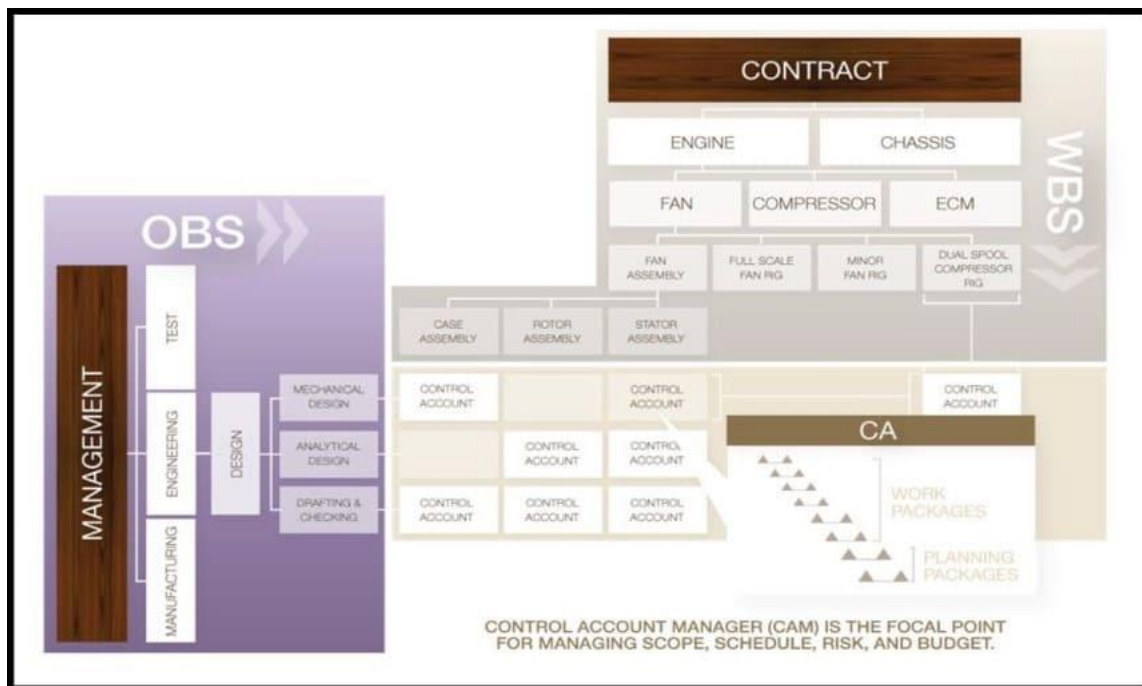 CONTRACT
ENGINE
CHASSIS
WBS
FAN
COMPRESSOR
ECM
OBS
FAN
ASSEMBLY
FULL SCALE
FAN RIG
MINOR
FAN RIG
DUAL SPOOL
COMPRESSOR
RIG
CASE
ASSEMBLY
ROTOR
ASSEMBLY
STATOR
ASSEMBLY
MANAGEMENT
TEST
ENGINEERING
MANUFACTURING
DESIGN
MECHANICAL
DESIGN
CONTROL
ACCOUNT
CONTROL
ACCOUNT
CONTROL
ACCOUNT
ANALYTICAL
DESIGN
CONTROL
ACCOUNT
CONTROL
ACCOUNT
DRAFTING &
CHECKING
CONTROL
ACCOUNT
CONTROL
ACCOUNT
CONTROL
ACCOUNT
CA
WORK
PACKAGES
PLANNING
PACKAGES
CONTROL ACCOUNT MANAGER (CAM) IS THE FOCAL POINT
FOR MANAGING SCOPE, SCHEDULE, RISK, AND BUDGET.